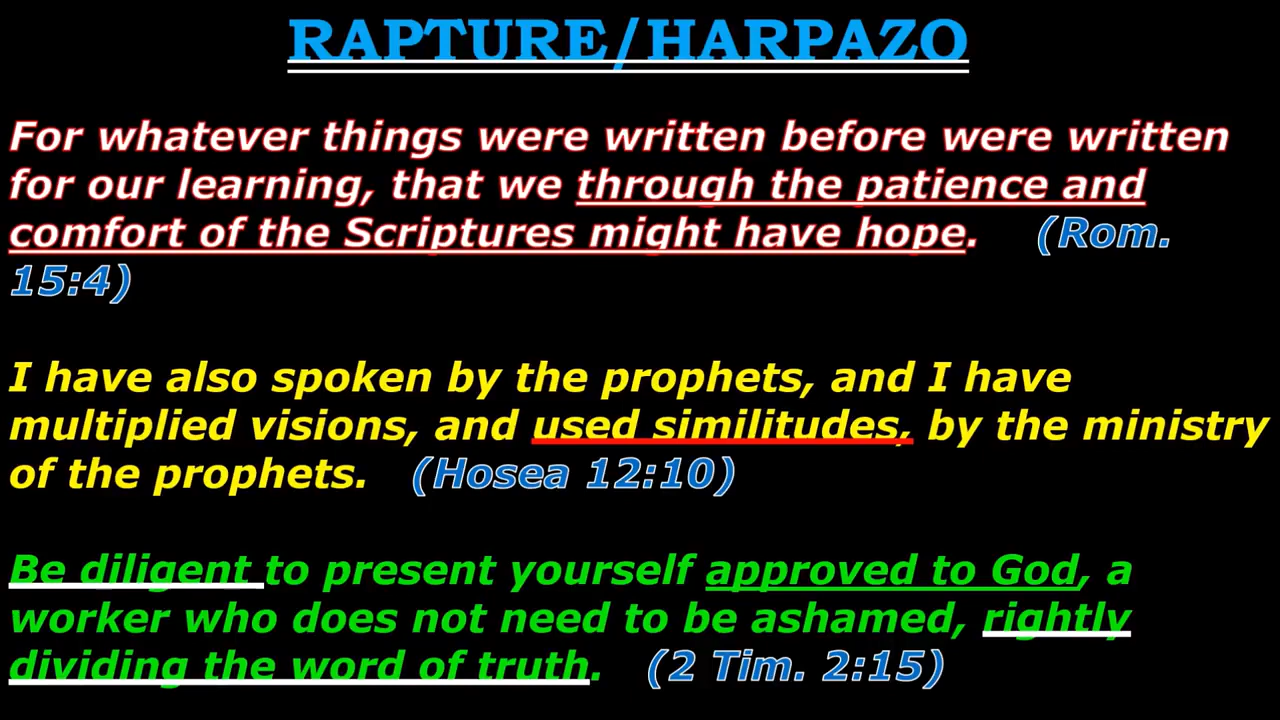 RAPTURE/HARPAZO
For whatever things were written before were written
for our learning, that we through the patience and
comfort of the Scriptures might have hope. (Rom.
15:4)
I have also spoken by the prophets, and I have
multiplied visions, and used similitudes, by the ministry
of the prophets. (Hosea 12:10)
Be diligent to present yourself approved to God, a
worker who does not need to be ashamed, rightly
dividing the word of truth. (2 Tim. 2:15)